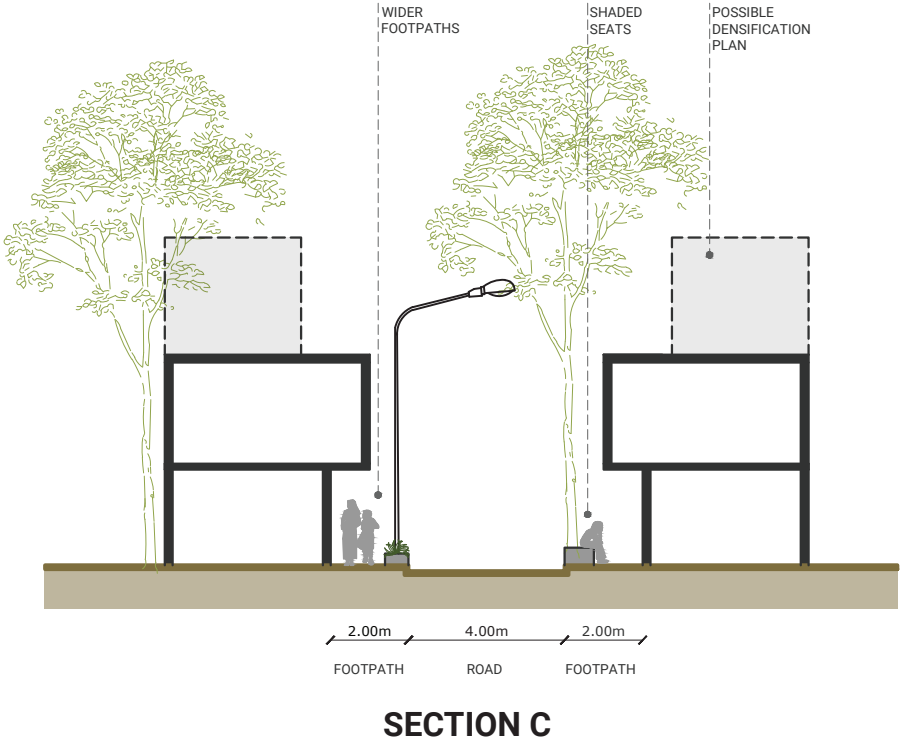 WIDER
FOOTPATHS
SHADED
SEATS
POSSIBLE
DENSIFICATION
PLAN
2.00m
4.00m
2.00m
FOOTPATH
ROAD
FOOTPATH
SECTION C